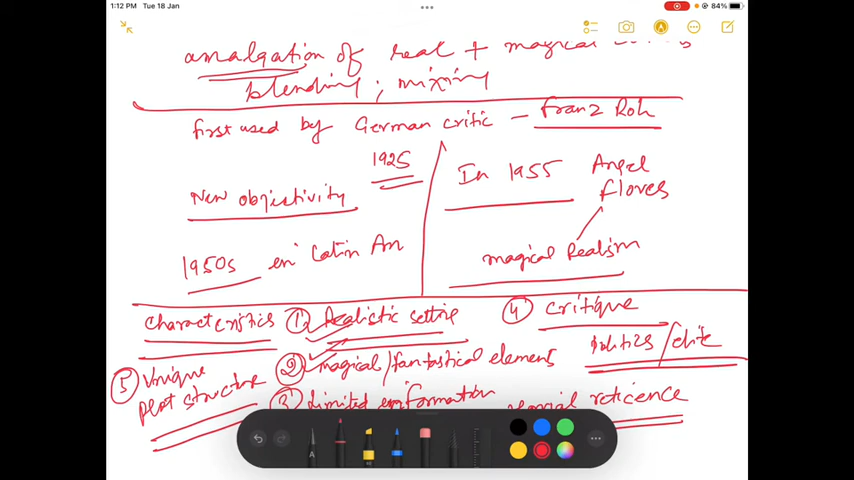 1:12 PM Tue 18 Jan
84%
amalgation of real + magical
blending ; mixing
first used by German critic - Franz Roh
1925
New objectivity
1950s in Latin Am
In 1955 Angel
flores
magical Realism
characteristics ① Realistic setting
② magical/fantastical element
③ Limited information
reticence
④ critique
politics / elite
⑤ Unique
plot structure
A